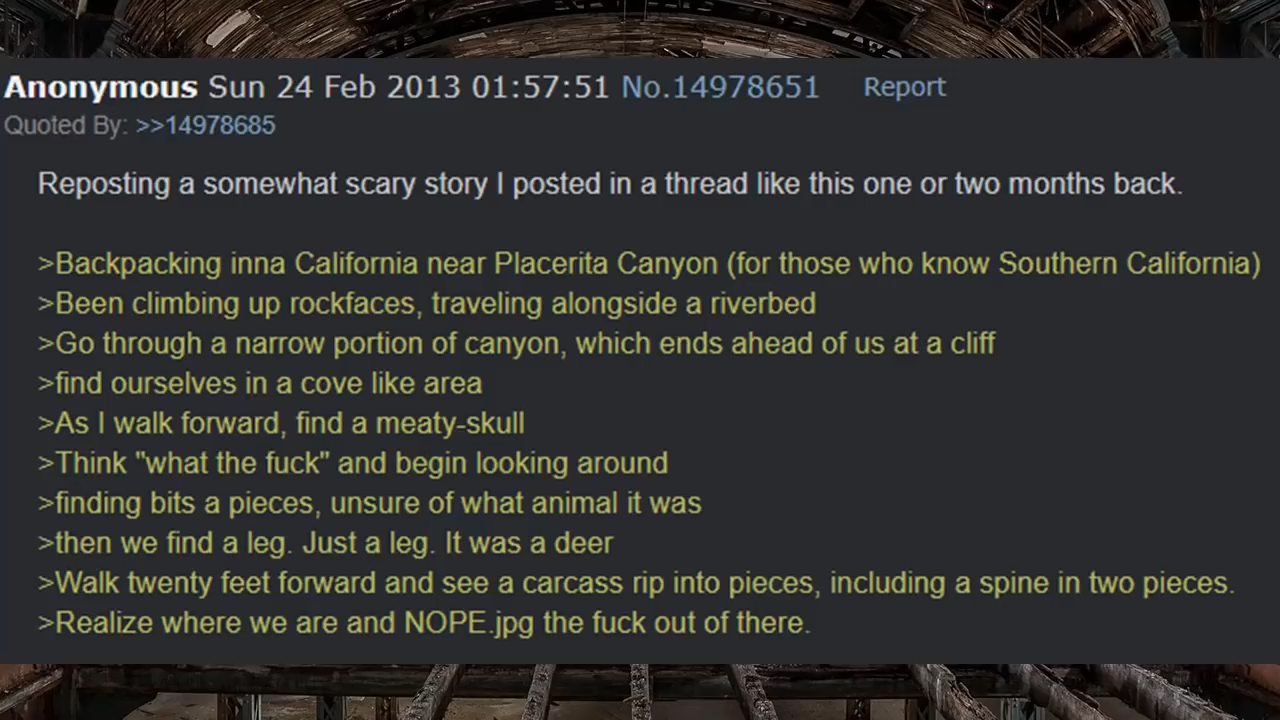 Anonymous Sun 24 Feb 2013 01:57:51 No.14978651 Report
Quoted By: >>14978685
Reposting a somewhat scary story I posted in a thread like this one or two months back.
>Backpacking inna California near Placerita Canyon (for those who know Southern California)
>Been climbing up rockfaces, traveling alongside a riverbed
>Go through a narrow portion of canyon, which ends ahead of us at a cliff
>find ourselves in a cove like area
>As I walk forward, find a meaty-skull
>Think "what the fuck" and begin looking around
>finding bits a pieces, unsure of what animal it was
>then we find a leg. Just a leg. It was a deer
>Walk twenty feet forward and see a carcass rip into pieces, including a spine in two pieces.
>Realize where we are and NOPE.jpg the fuck out of there.